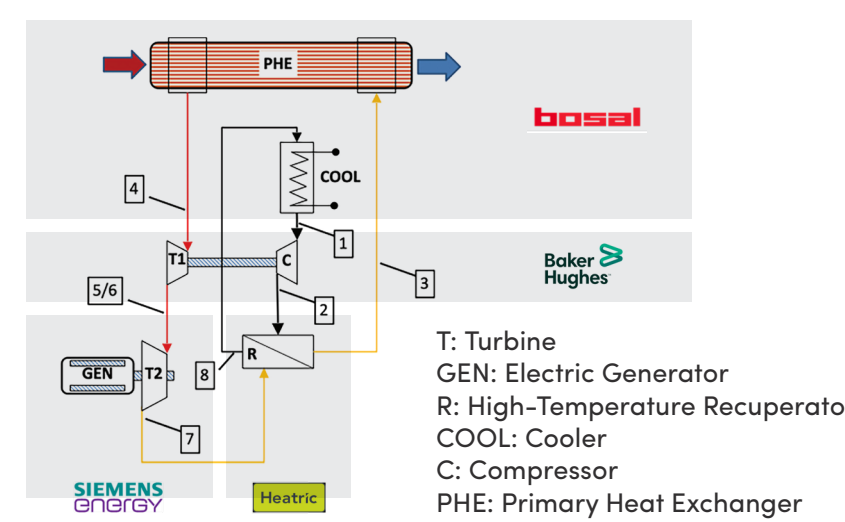 PHE
bosal
COOL
4
1
T1
C
Baker
Hughes
3
5/6
2
R
8
GEN
T2
7
SIEMENS
energy
Heatric
T: Turbine
GEN: Electric Generator
R: High-Temperature Recuperato
COOL: Cooler
C: Compressor
PHE: Primary Heat Exchanger